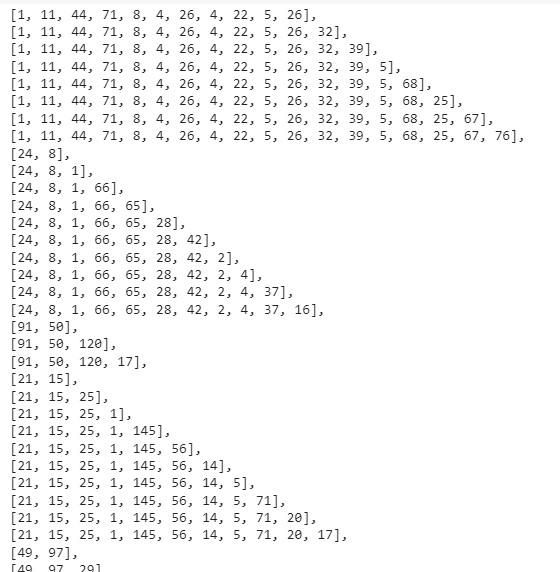 [1, 11, 44, 71, 8, 4, 26, 4, 22, 5, 26],
[1, 11, 44, 71, 8, 4, 26, 4, 22, 5, 26, 32],
[1, 11, 44, 71, 8, 4, 26, 4, 22, 5, 26, 32, 39],
[1, 11, 44, 71, 8, 4, 26, 4, 22, 5, 26, 32, 39, 5],
[1, 11, 44, 71, 8, 4, 26, 4, 22, 5, 26, 32, 39, 5, 68],
[1, 11, 44, 71, 8, 4, 26, 4, 22, 5, 26, 32, 39, 5, 68, 25],
[1, 11, 44, 71, 8, 4, 26, 4, 22, 5, 26, 32, 39, 5, 68, 25, 67],
[1, 11, 44, 71, 8, 4, 26, 4, 22, 5, 26, 32, 39, 5, 68, 25, 67, 76],
[24, 8],
[24, 8, 1],
[24, 8, 1, 66],
[24, 8, 1, 66, 65],
[24, 8, 1, 66, 65, 28],
[24, 8, 1, 66, 65, 28, 42],
[24, 8, 1, 66, 65, 28, 42, 2],
[24, 8, 1, 66, 65, 28, 42, 2, 4],
[24, 8, 1, 66, 65, 28, 42, 2, 4, 37],
[24, 8, 1, 66, 65, 28, 42, 2, 4, 37, 16],
[91, 50],
[91, 50, 120],
[91, 50, 120, 17],
[21, 15],
[21, 15, 25],
[21, 15, 25, 1],
[21, 15, 25, 1, 145],
[21, 15, 25, 1, 145, 56],
[21, 15, 25, 1, 145, 56, 14],
[21, 15, 25, 1, 145, 56, 14, 5],
[21, 15, 25, 1, 145, 56, 14, 5, 71],
[21, 15, 25, 1, 145, 56, 14, 5, 71, 20],
[21, 15, 25, 1, 145, 56, 14, 5, 71, 20, 17],
[49, 97],
[49, 97, 29]